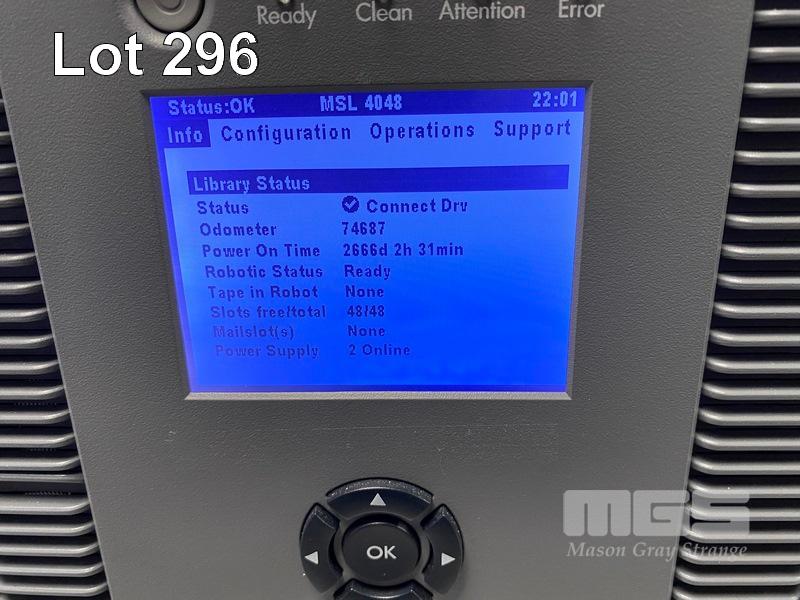 Ready Clean Attention Error
Lot 296
Status:OK MSL 4048 22:01
Info Configuration Operations Support
Library Status
Status Connect Drv
Odometer 74687
Power On Time 2666d 2h 31min
Robotic Status Ready
Tape in Robot None
Slots free/total 48/48
Mailslot(s) None
Power Supply 2 Online
OK
MGS
Mason Gray Strange